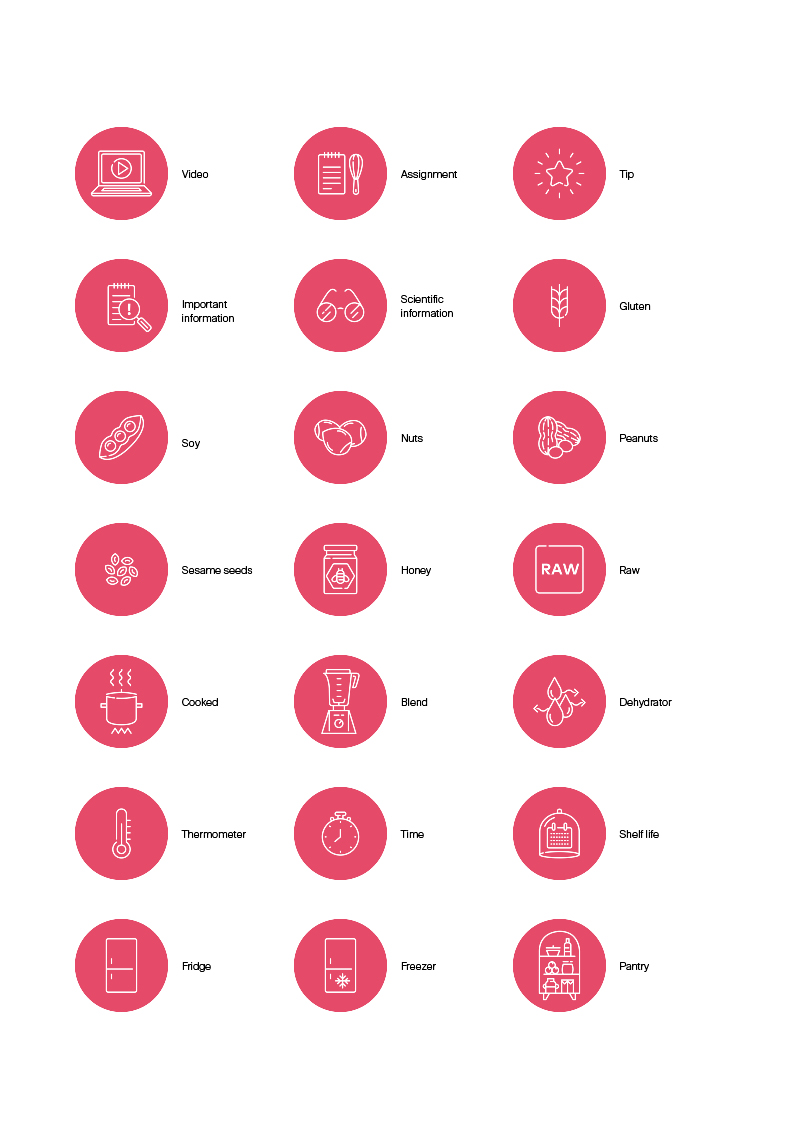 Video
Assignment
Tip
Important
information
Scientific
information
Gluten
Soy
Nuts
Peanuts
Sesame seeds
Honey
RAW
Raw
Cooked
Blend
Dehydrator
Thermometer
Time
Shelf life
Fridge
Freezer
Pantry